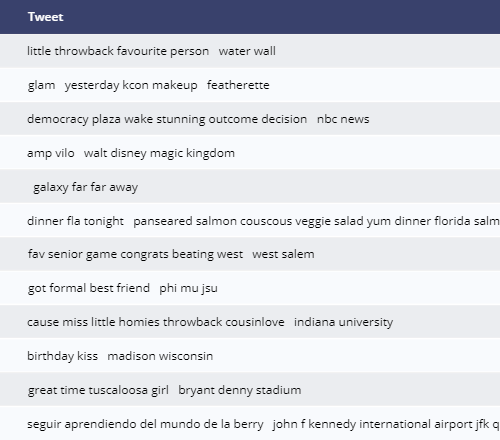 Tweet
little throwback favourite person water wall
glam yesterday kcon makeup featherette
democracy plaza wake stunning outcome decision nbc news
amp vilo walt disney magic kingdom
galaxy far far away
dinner fla tonight panseared salmon couscous veggie salad yum dinner florida salm
fav senior game congrats beating west west salem
got formal best friend phi mu jsu
cause miss little homies throwback cousinlove indiana university
birthday kiss madison wisconsin
great time tuscaloosa girl bryant denny stadium
seguir aprendiendo del mundo de la berry john f kennedy international airport jfk q